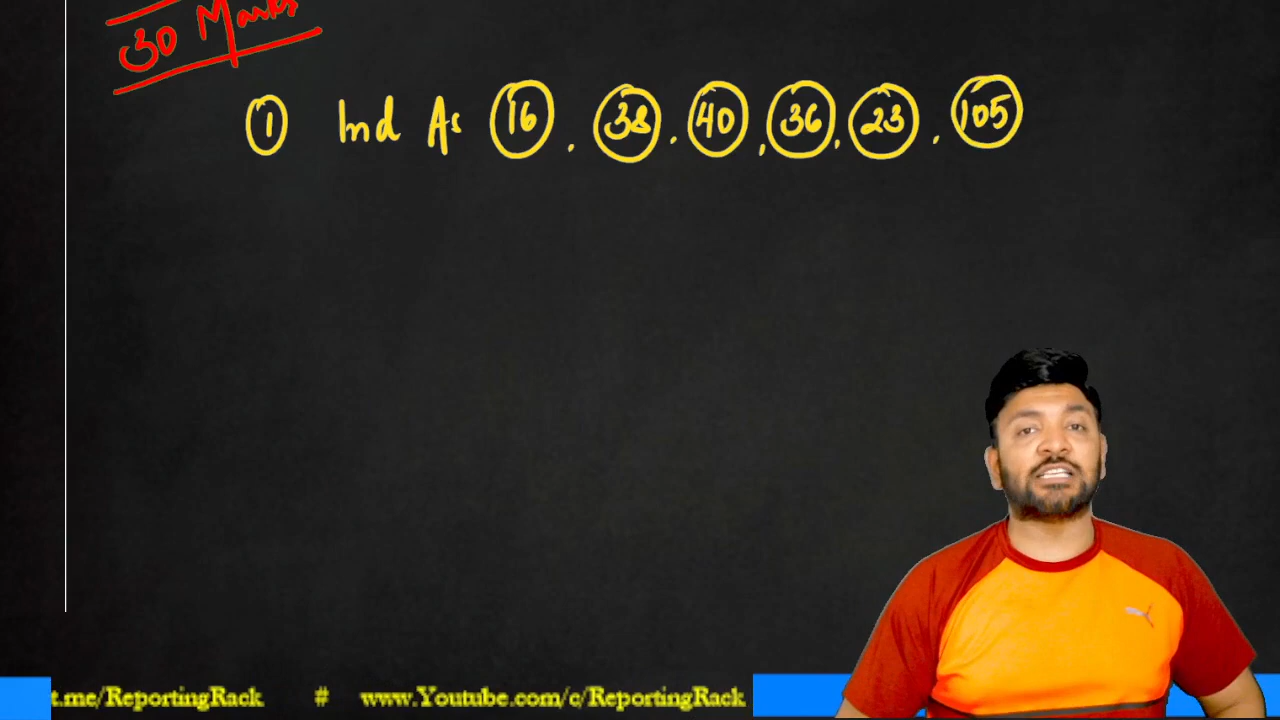 30 Marks
1 Ind As 16 , 38 , 40 , 36 , 23 , 105
t.me/ReportingRack # www.Youtube.com/c/ReportingRack